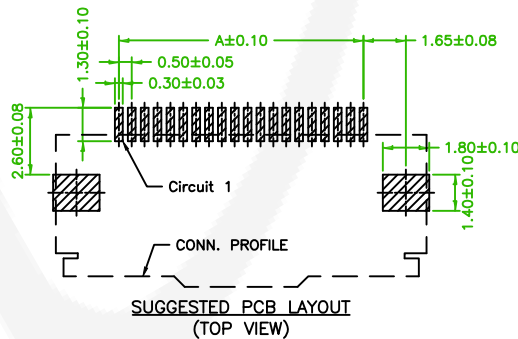 A±0.10
1.65±0.08
1.30±0.10
0.50±0.05
0.30±0.03
2.60±0.08
1.80±0.10
1.40±0.10
Circuit 1
CONN. PROFILE
SUGGESTED PCB LAYOUT
(TOP VIEW)